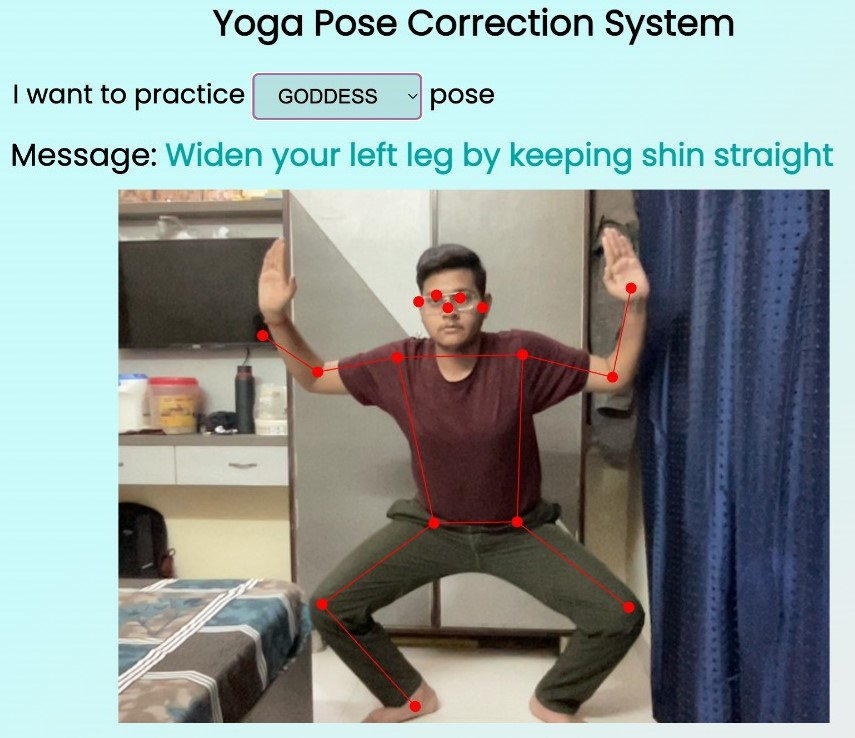 Yoga Pose Correction System
I want to practice GODDESS pose
Message: Widen your left leg by keeping shin straight